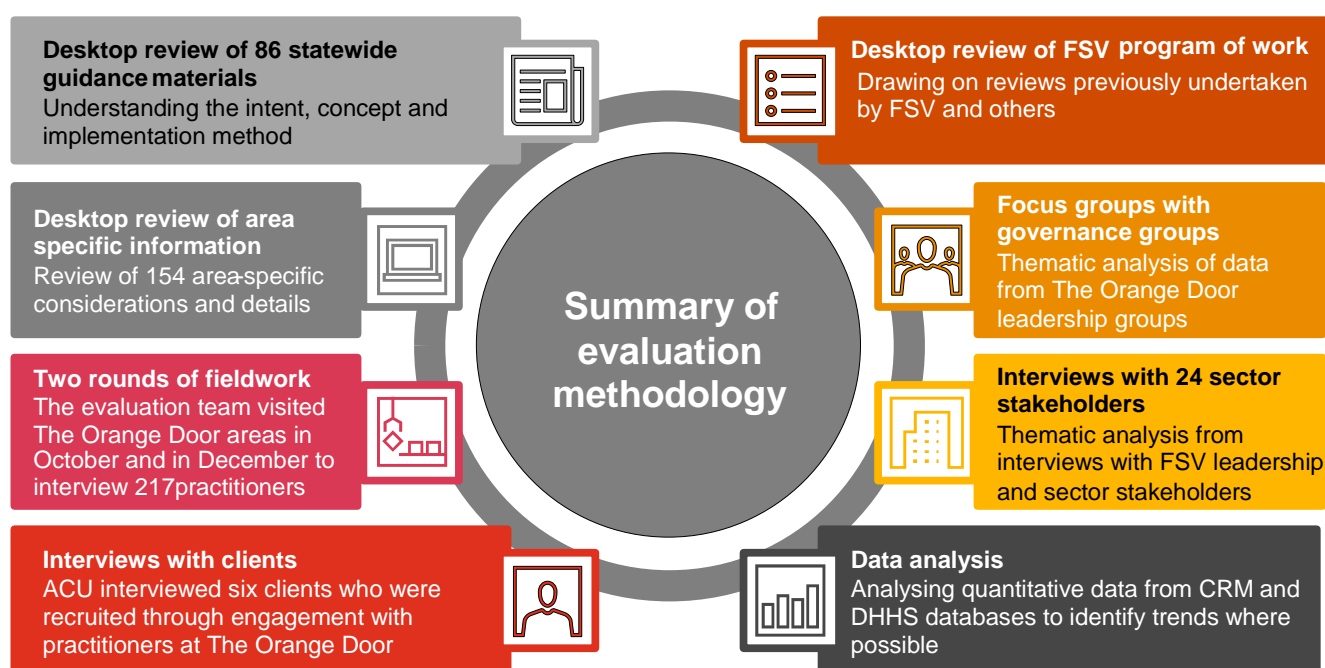 Desktop review of 86 statewide
guidance materials
Understanding the intent, concept and
implementation method
Desktop review of FSV program of work
Drawing on reviews previously undertaken
by FSV and others
Desktop review of area
specific information
Review of 154 area-specific
considerations and details
Focus groups with
governance groups
Thematic analysis of data
from The Orange Door
leadership groups
Summary of
evaluation
methodology
Two rounds of fieldwork
The evaluation team visited
The Orange Door areas in
October and in December to
interview 217practitioners
Interviews with 24 sector
stakeholders
Thematic analysis from
interviews with FSV leadership
and sector stakeholders
Interviews with clients
ACU interviewed six clients who were
recruited through engagement with
practitioners at The Orange Door
Data analysis
Analysing quantitative data from CRM and
DHHS databases to identify trends where
possible